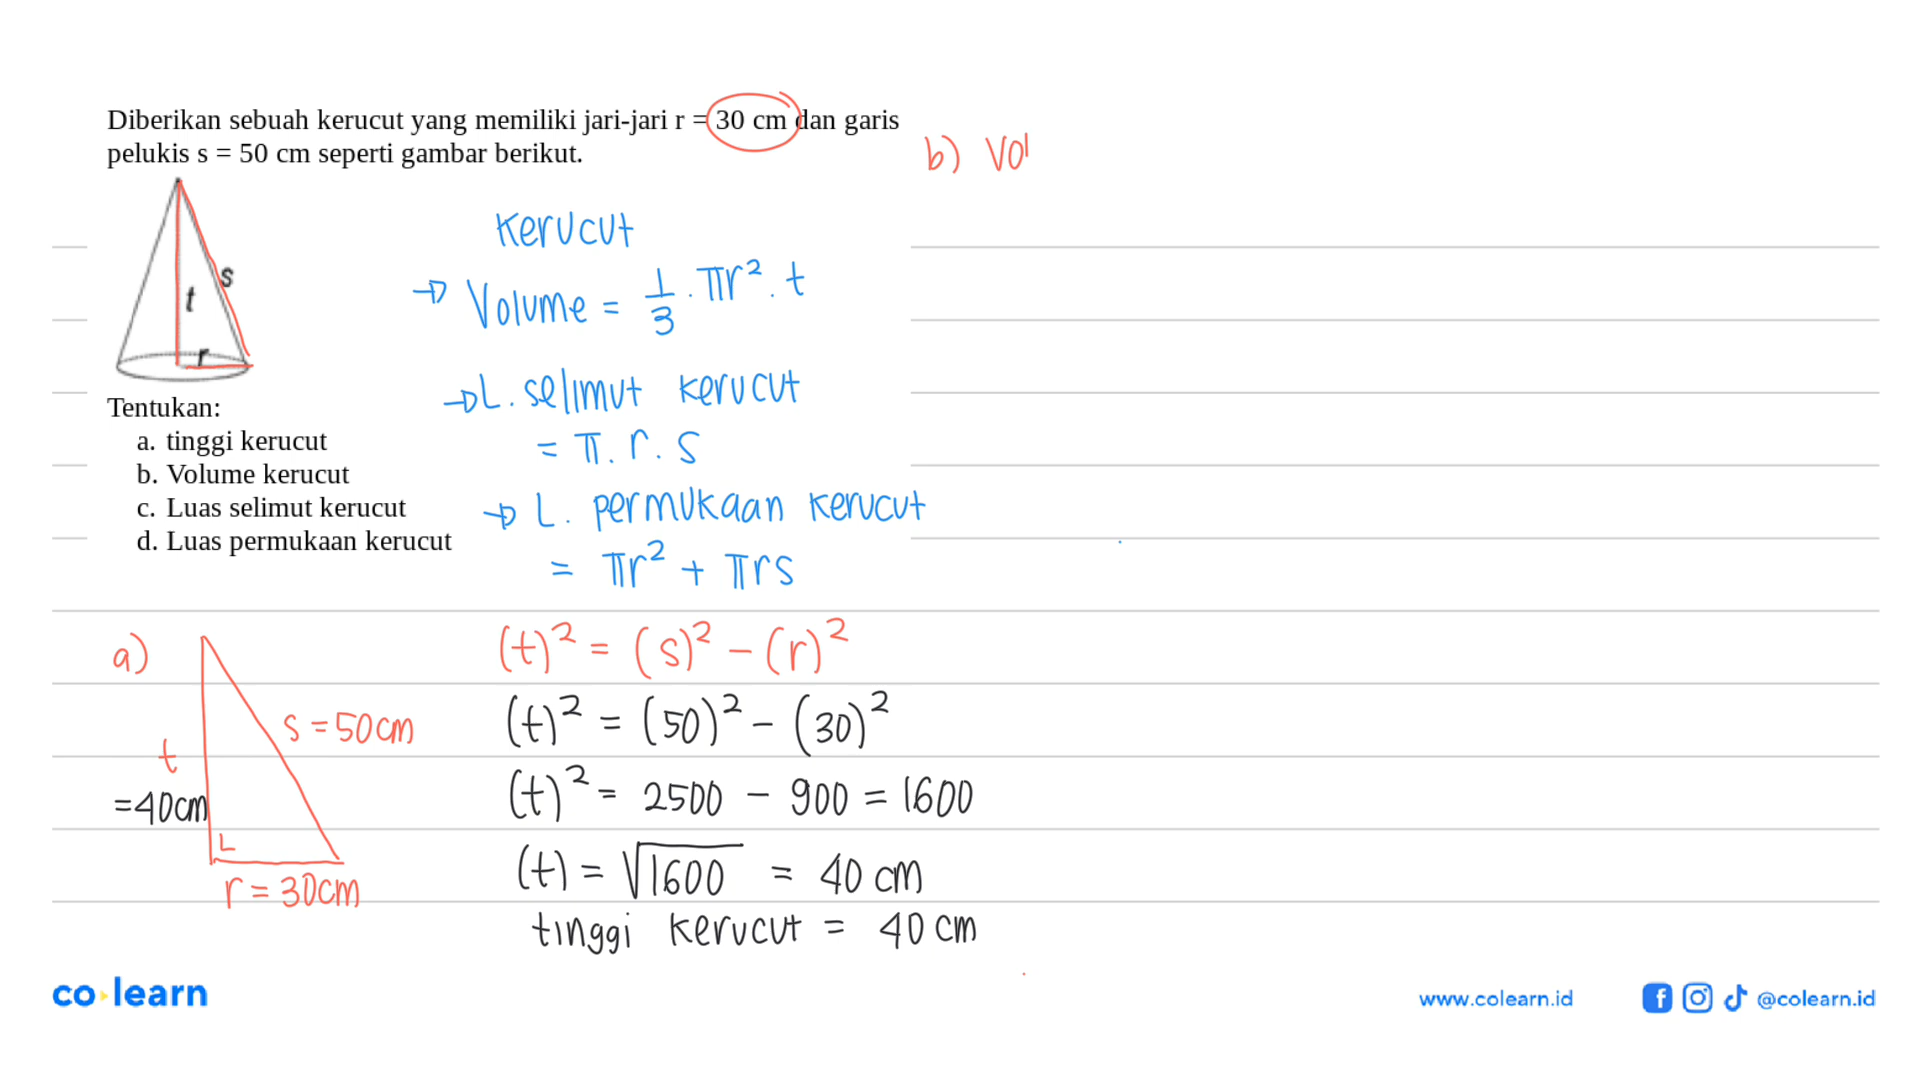 Diberikan sebuah kerucut yang memiliki jari-jari r = 30 cm dan garis
pelukis s = 50 cm seperti gambar berikut.
s
t
r
Tentukan:
a. tinggi kerucut
b. Volume kerucut
c. Luas selimut kerucut
d. Luas permukaan kerucut
kerucut
→ Volume = 1/3 . πr² . t
→ L. selimut kerucut
= π. r. s
→ L. permukaan kerucut
= πr² + πrs
a)
t
=40cm
s = 50cm
r = 30cm
(t)² = (s)² - (r)²
(t)² = (50)² - (30)²
(t)² = 2500 - 900 = 1600
(t) = √1600 = 40 cm
tinggi kerucut = 40 cm
b) Vol
co learn
www.colearn.id
@colearn.id